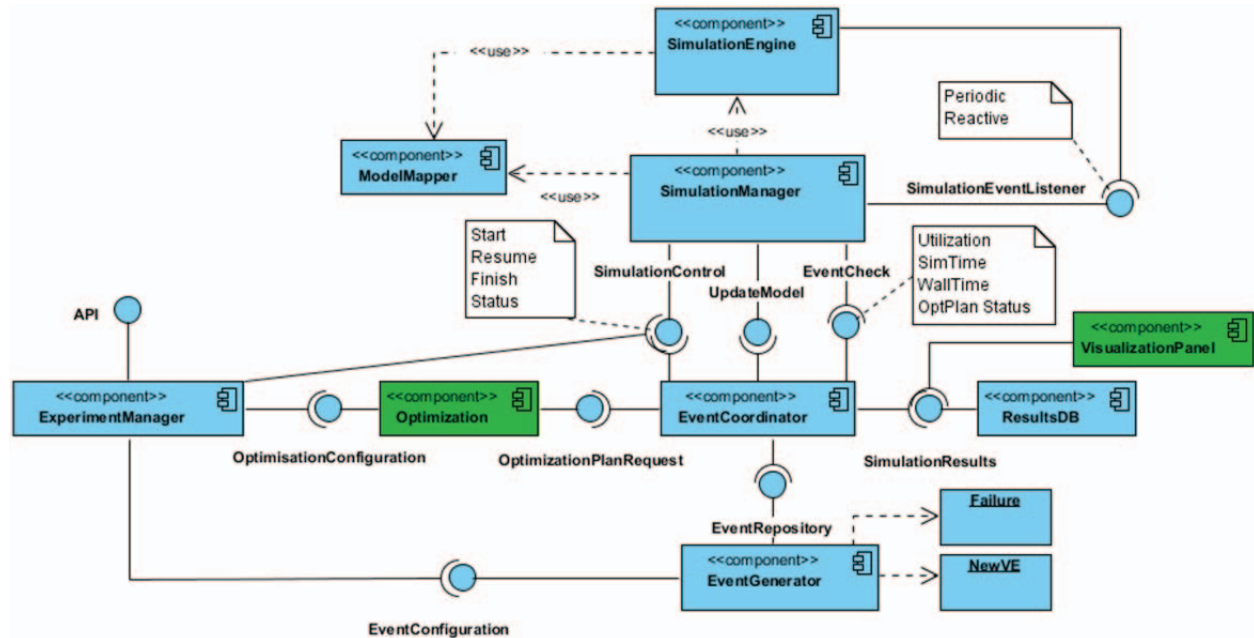 <<component>>
SimulationEngine
<<use>>
Periodic
Reactive
<<use>>
<<component>>
ModelMapper
<<component>>
SimulationManager
<<use>>
SimulationEventListener
Start
Resume
Finish
Status
SimulationControl
UpdateModel
EventCheck
Utilization
SimTime
WallTime
OptPlan Status
API
<<component>>
VisualizationPanel
<<component>>
ExperimentManager
<<component>>
Optimization
<<component>>
EventCoordinator
<<component>>
ResultsDB
OptimisationConfiguration
OptimizationPlanRequest
SimulationResults
EventRepository
Failure
<<component>>
EventGenerator
NewVE
EventConfiguration